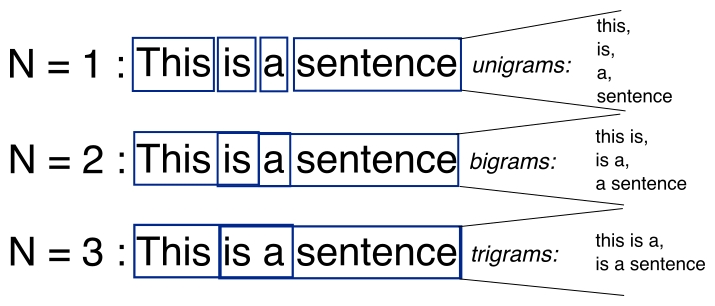 N = 1 : This is a sentence unigrams:
this,
is,
a,
sentence
N = 2 : This is a sentence bigrams:
this is,
is a,
a sentence
N = 3 : This is a sentence trigrams:
this is a,
is a sentence